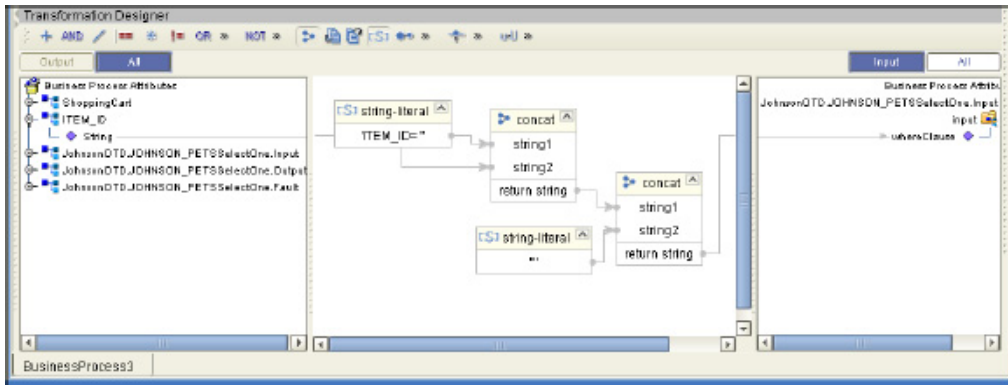 Transformation Designer
AND OR NOT
Output All Input All
Business Process Attributes
ShoppingCart
ITEM_ID
String
JohnsonOTD.JOHNSON_PETSSelectOne.Input
JohnsonOTD.JOHNSON_PETSSelectOne.Output
JohnsonOTD.JOHNSON_PETSSelectOne.Fault
string-literal
ITEM_ID="
concat
string1
string2
return string
concat
string1
string2
return string
string-literal
Business Process Attribu
JohnsonOTD.JOHNSON_PETSSelectOne.Input
Input
whereClause
BusinessProcess3